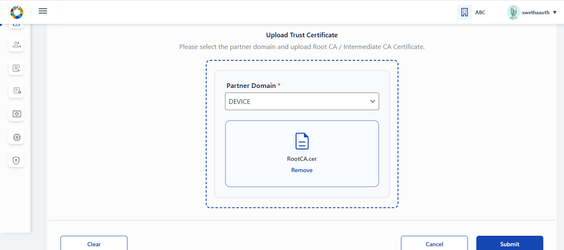 ABC
swethaauth
Upload Trust Certificate
Please select the partner domain and upload Root CA / Intermediate CA Certificate.
Partner Domain *
DEVICE
RootCA.cer
Remove
Clear
Cancel
Submit